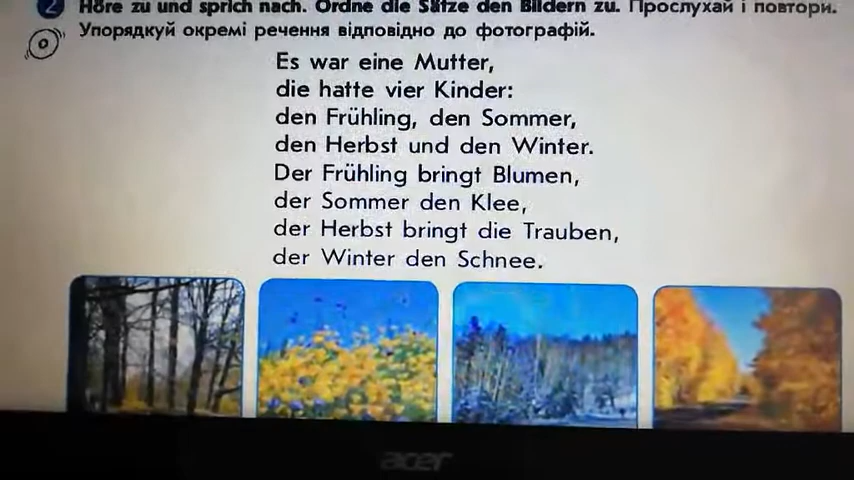 2 Höre zu und sprich nach. Ordne die Sätze den Bildern zu. Прослухай і повтори.
Упорядкуй окремі речення відповідно до фотографій.
Es war eine Mutter,
die hatte vier Kinder:
den Frühling, den Sommer,
den Herbst und den Winter.
Der Frühling bringt Blumen,
der Sommer den Klee,
der Herbst bringt die Trauben,
der Winter den Schnee.
acer